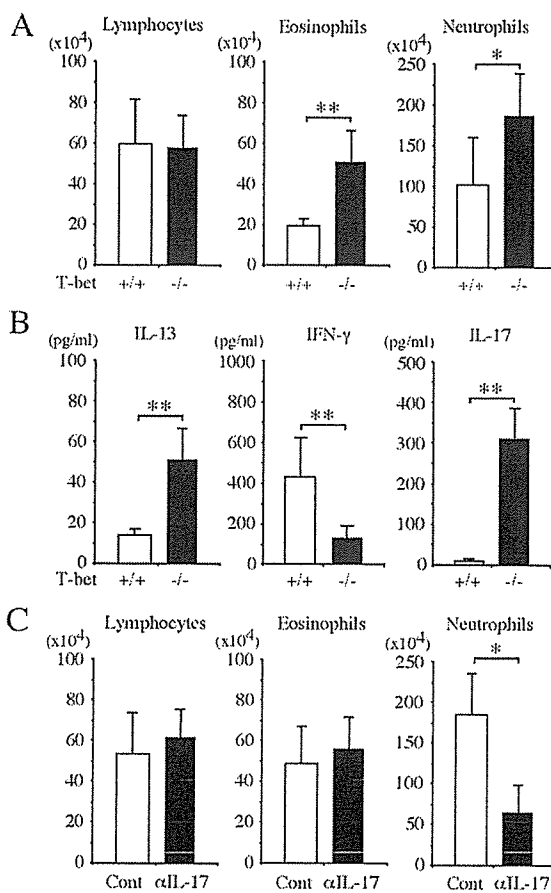 A
Lymphocytes Eosinophils Neutrophils
(x10⁴) (x10⁴) (x10⁴)
100 100 250
80 80 200
60 60 150
40 40 100
20 20 50
0 0 0
** *
T-bet +/+ -/- +/+ -/- +/+ -/-
B
IL-13 IFN-γ IL-17
(pg/ml) (pg/ml) (pg/ml)
100 1000 500
80 800 400
60 600 300
40 400 200
20 200 100
0 0 0
** ** **
T-bet +/+ -/- +/+ -/- +/+ -/-
C
Lymphocytes Eosinophils Neutrophils
(x10⁴) (x10⁴) (x10⁴)
100 100 250
80 80 200
60 60 150
40 40 100
20 20 50
0 0 0
*
Cont αIL-17 Cont αIL-17 Cont αIL-17